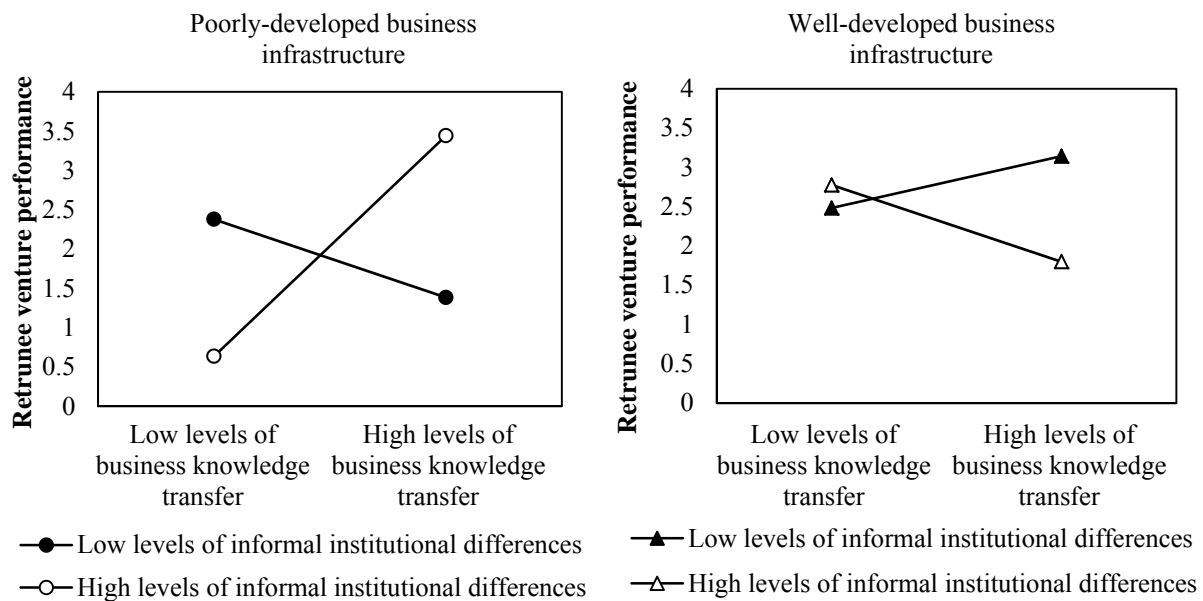 Poorly-developed business
infrastructure
Retrunee venture performance
4
3.5
3
2.5
2
1.5
1
0.5
0
Low levels of
business knowledge
transfer
High levels of
business knowledge
transfer
Low levels of informal institutional differences
High levels of informal institutional differences
Well-developed business
infrastructure
Retrunee venture performance
4
3.5
3
2.5
2
1.5
1
0.5
0
Low levels of
business knowledge
transfer
High levels of
business knowledge
transfer
Low levels of informal institutional differences
High levels of informal institutional differences